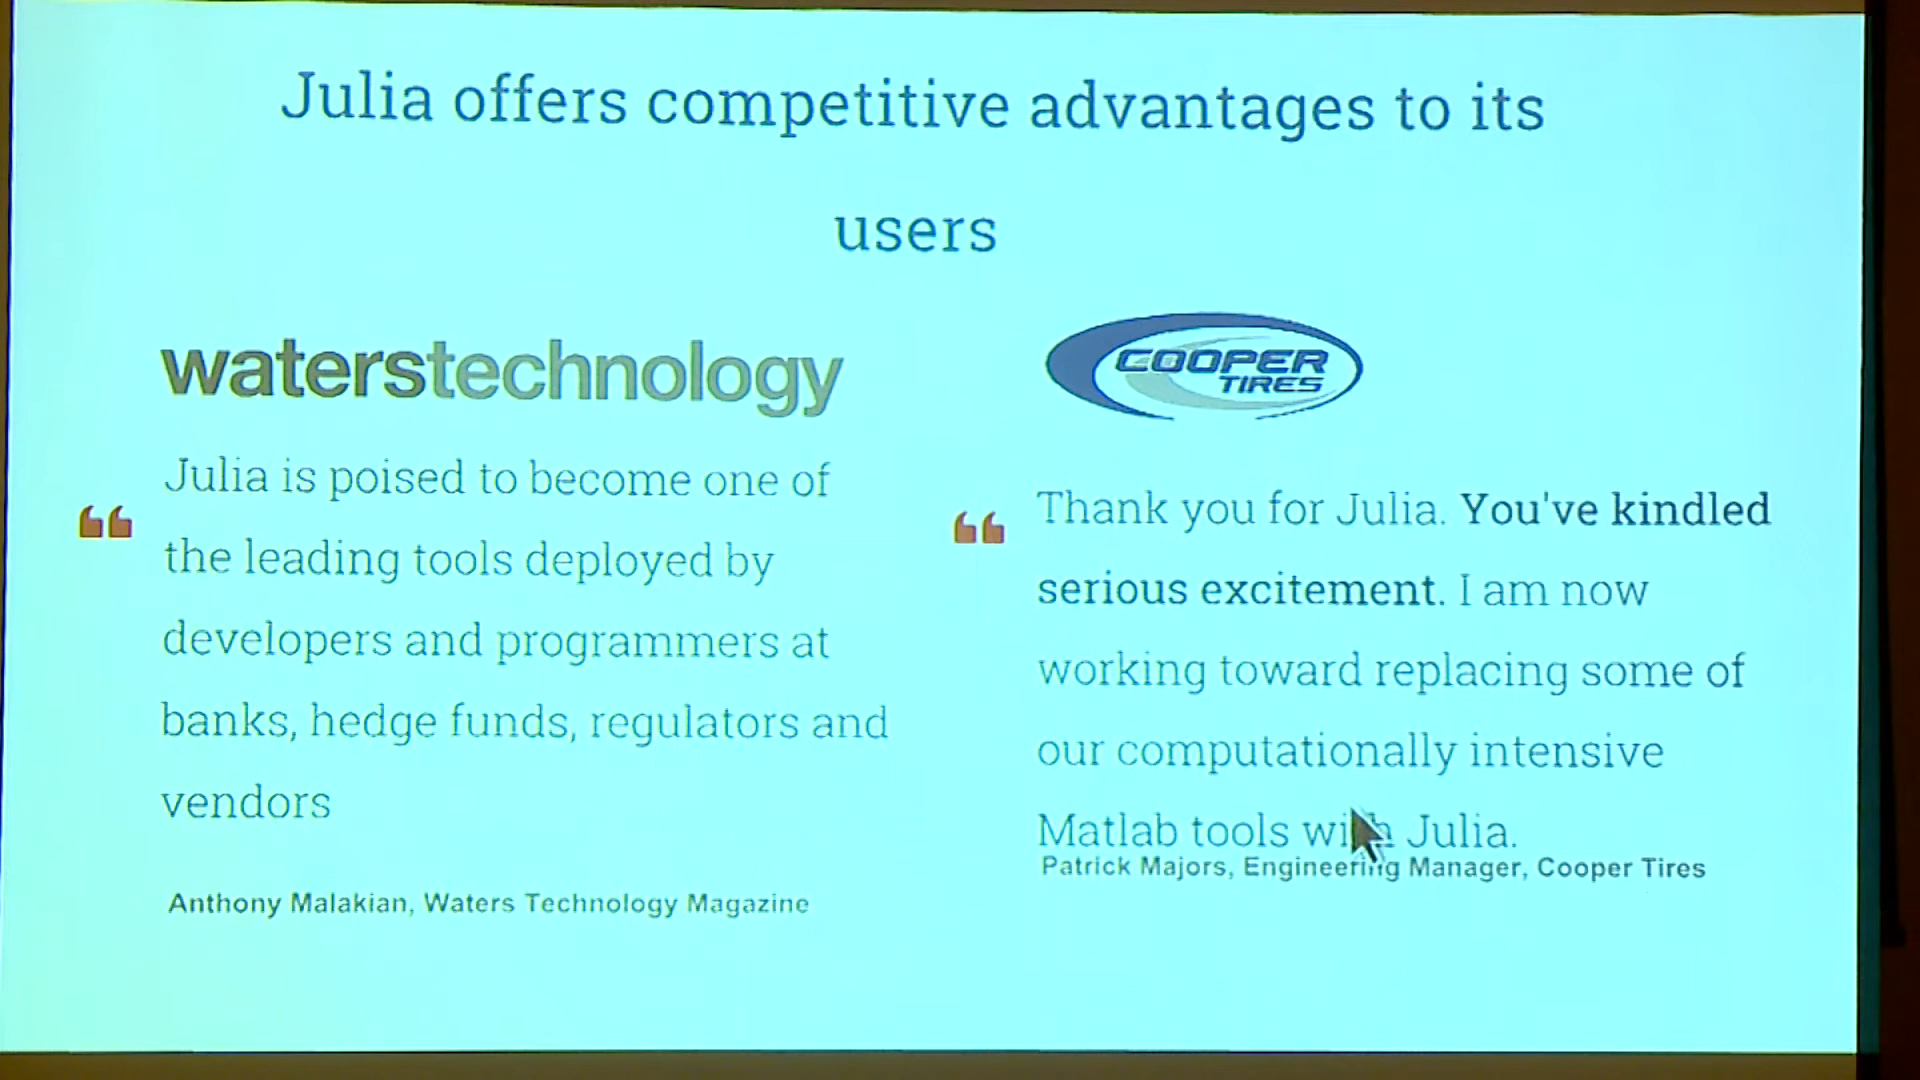 Julia offers competitive advantages to its
users
waterstechnology
Julia is poised to become one of
the leading tools deployed by
developers and programmers at
banks, hedge funds, regulators and
vendors
Anthony Malakian, Waters Technology Magazine
COOPER
TIRES
Thank you for Julia. You've kindled
serious excitement. I am now
working toward replacing some of
our computationally intensive
Matlab tools with Julia.
Patrick Majors, Engineering Manager, Cooper Tires